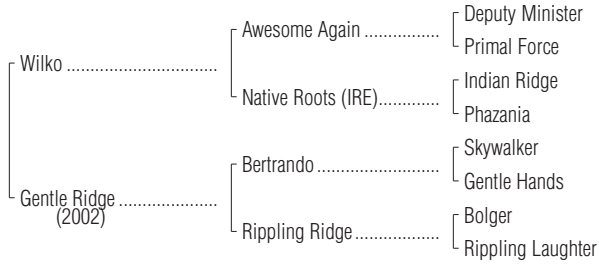 Deputy Minister
Awesome Again ................
Primal Force
Wilko ................................
Indian Ridge
Native Roots (IRE).............
Phazania
Skywalker
Bertrando ..........................
Gentle Hands
Gentle Ridge .....................
(2002)
Bolger
Rippling Ridge..................
Rippling Laughter